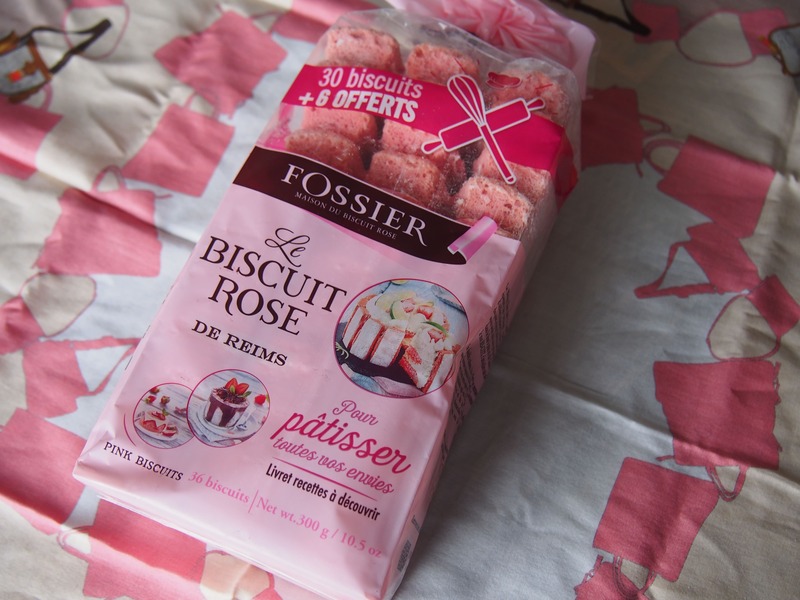 30 biscuits
+ 6 OFFERTS
FOSSIER
MAISON DU BISCUIT ROSE
Le
BISCUIT
ROSE
DE REIMS
Pour
pâtisser
toutes vos envies
Livret recettes à découvrir
PINK BISCUITS 36 biscuits | Net wt.300 g / 10.5 oz